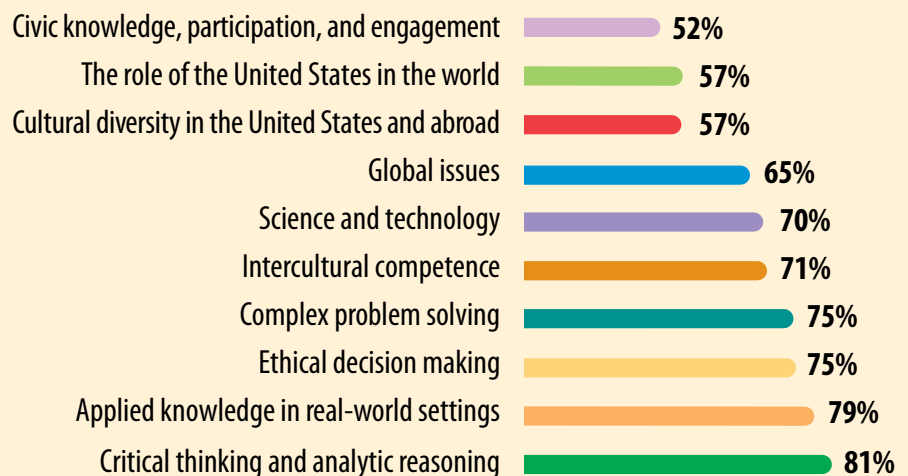 Civic knowledge, participation, and engagement 52%
The role of the United States in the world 57%
Cultural diversity in the United States and abroad 57%
Global issues 65%
Science and technology 70%
Intercultural competence 71%
Complex problem solving 75%
Ethical decision making 75%
Applied knowledge in real-world settings 79%
Critical thinking and analytic reasoning 81%